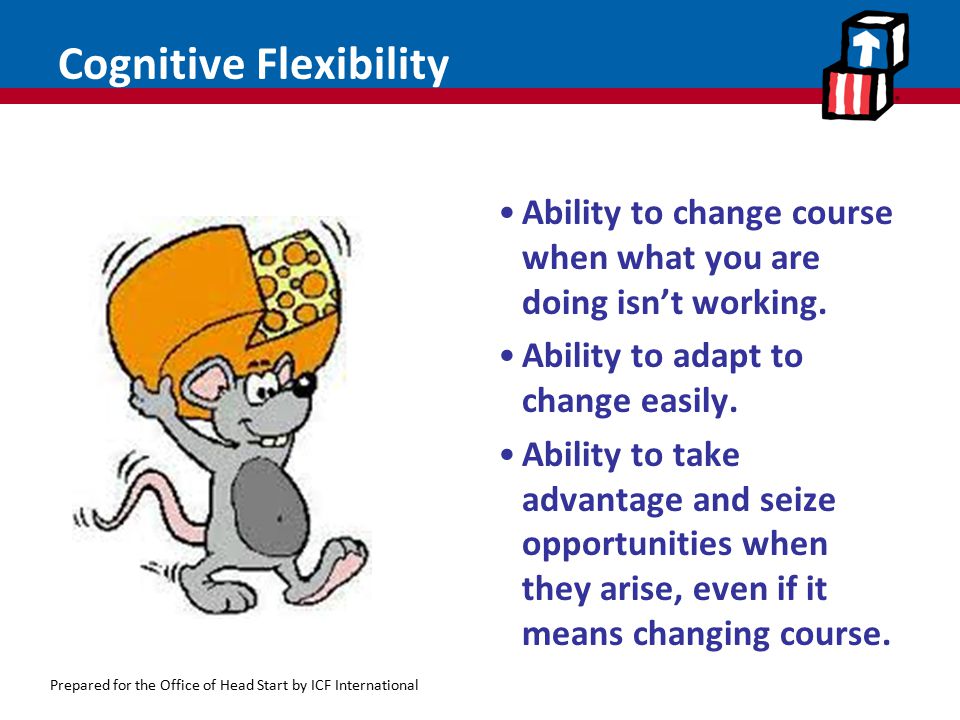 Cognitive Flexibility
• Ability to change course
when what you are
doing isn’t working.
• Ability to adapt to
change easily.
• Ability to take
advantage and seize
opportunities when
they arise, even if it
means changing course.
Prepared for the Office of Head Start by ICF International